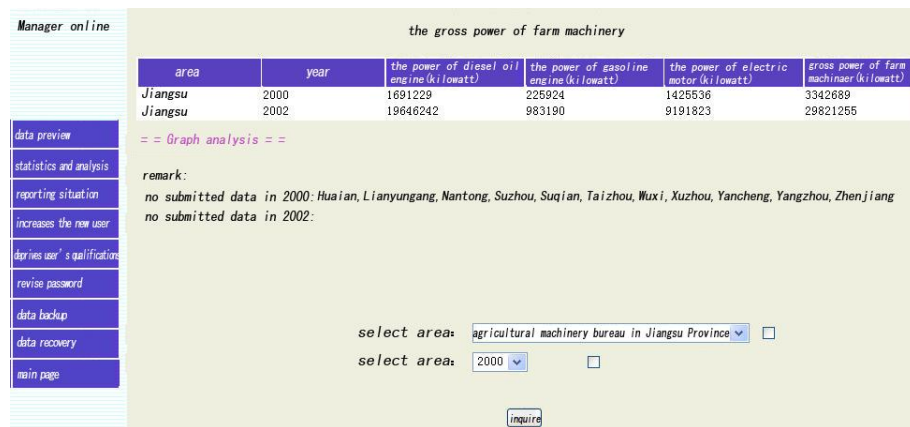 Manager online
the gross power of farm machinery
area year the power of diesel oil engine(kilowatt) the power of gasoline engine(kilowatt) the power of electric motor(kilowatt) gross power of farm machinaer(kilowatt)
Jiangsu 2000 1691229 225924 1425536 3342689
Jiangsu 2002 19646242 983190 9191823 29821255
data preview
statistics and analysis
reporting situation
increases the new user
deprives user's qualifications
revise password
data backup
data recovery
main page
= = Graph analysis = =
remark:
no submitted data in 2000: Huaian, Lianyungang, Nantong, Suzhou, Suqian, Taizhou, Wuxi, Xuzhou, Yancheng, Yangzhou, Zhenjiang
no submitted data in 2002:
select area: agricultural machinery bureau in Jiangsu Province
select area: 2000
inquire